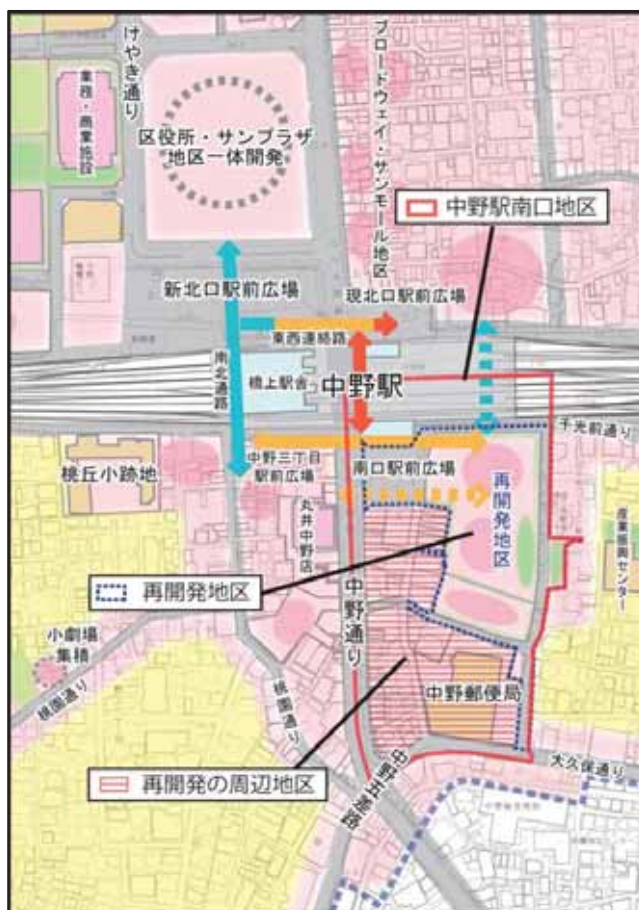 けやき通り
業務・商業施設
区役所・サンプラザ
地区一体開発
ブロードウェイ・サンモール地区
中野駅南口地区
新北口駅前広場
現北口駅前広場
東西連絡路
南北通路
橋上駅舎
中野駅
千光前通り
桃丘小跡地
中野三丁目
駅前広場
南口駅前広場
丸井中野店
再開発地区
産業振興センター
再開発地区
中野通り
小劇場
集積
桃園通り
桃園通り
中野郵便局
再開発の周辺地区
中野五差路
大久保通り